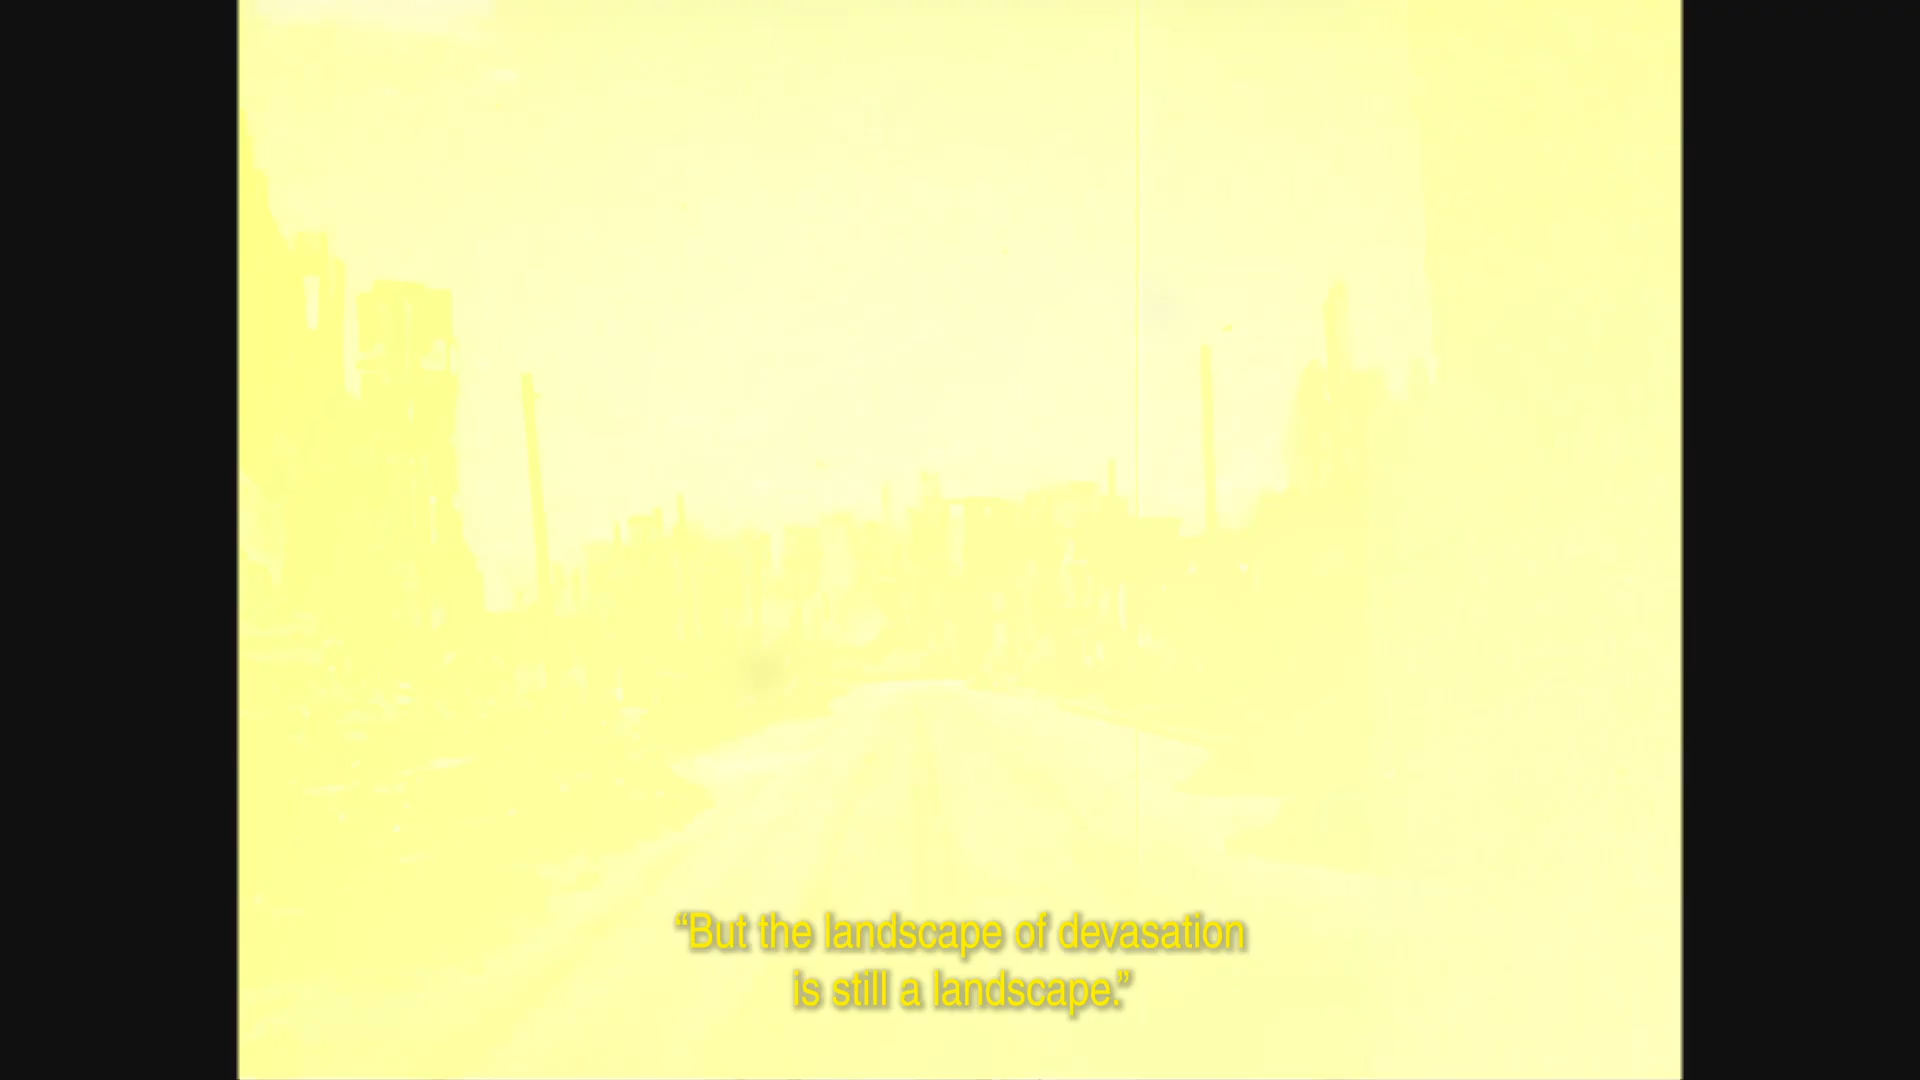 “But the landscape of devasation
is still a landscape.”